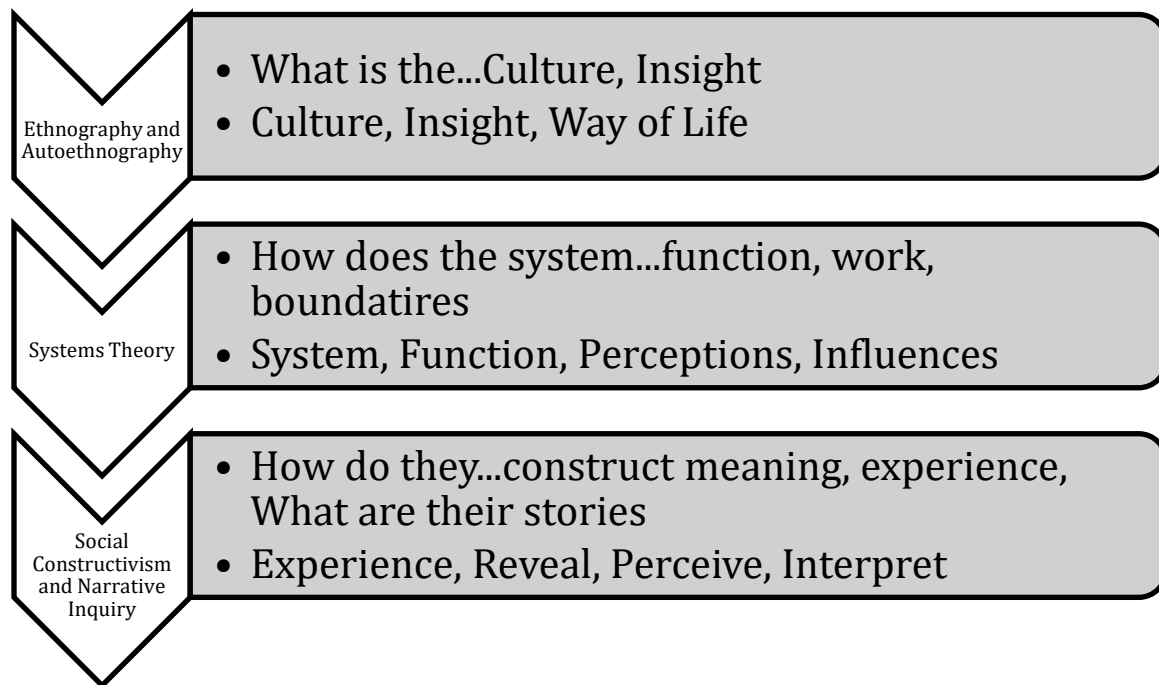 Ethnography and
Autoethnography
• What is the...Culture, Insight
• Culture, Insight, Way of Life
Systems Theory
• How does the system...function, work,
boundatires
• System, Function, Perceptions, Influences
Social
Constructivism
and Narrative
Inquiry
• How do they...construct meaning, experience,
What are their stories
• Experience, Reveal, Perceive, Interpret